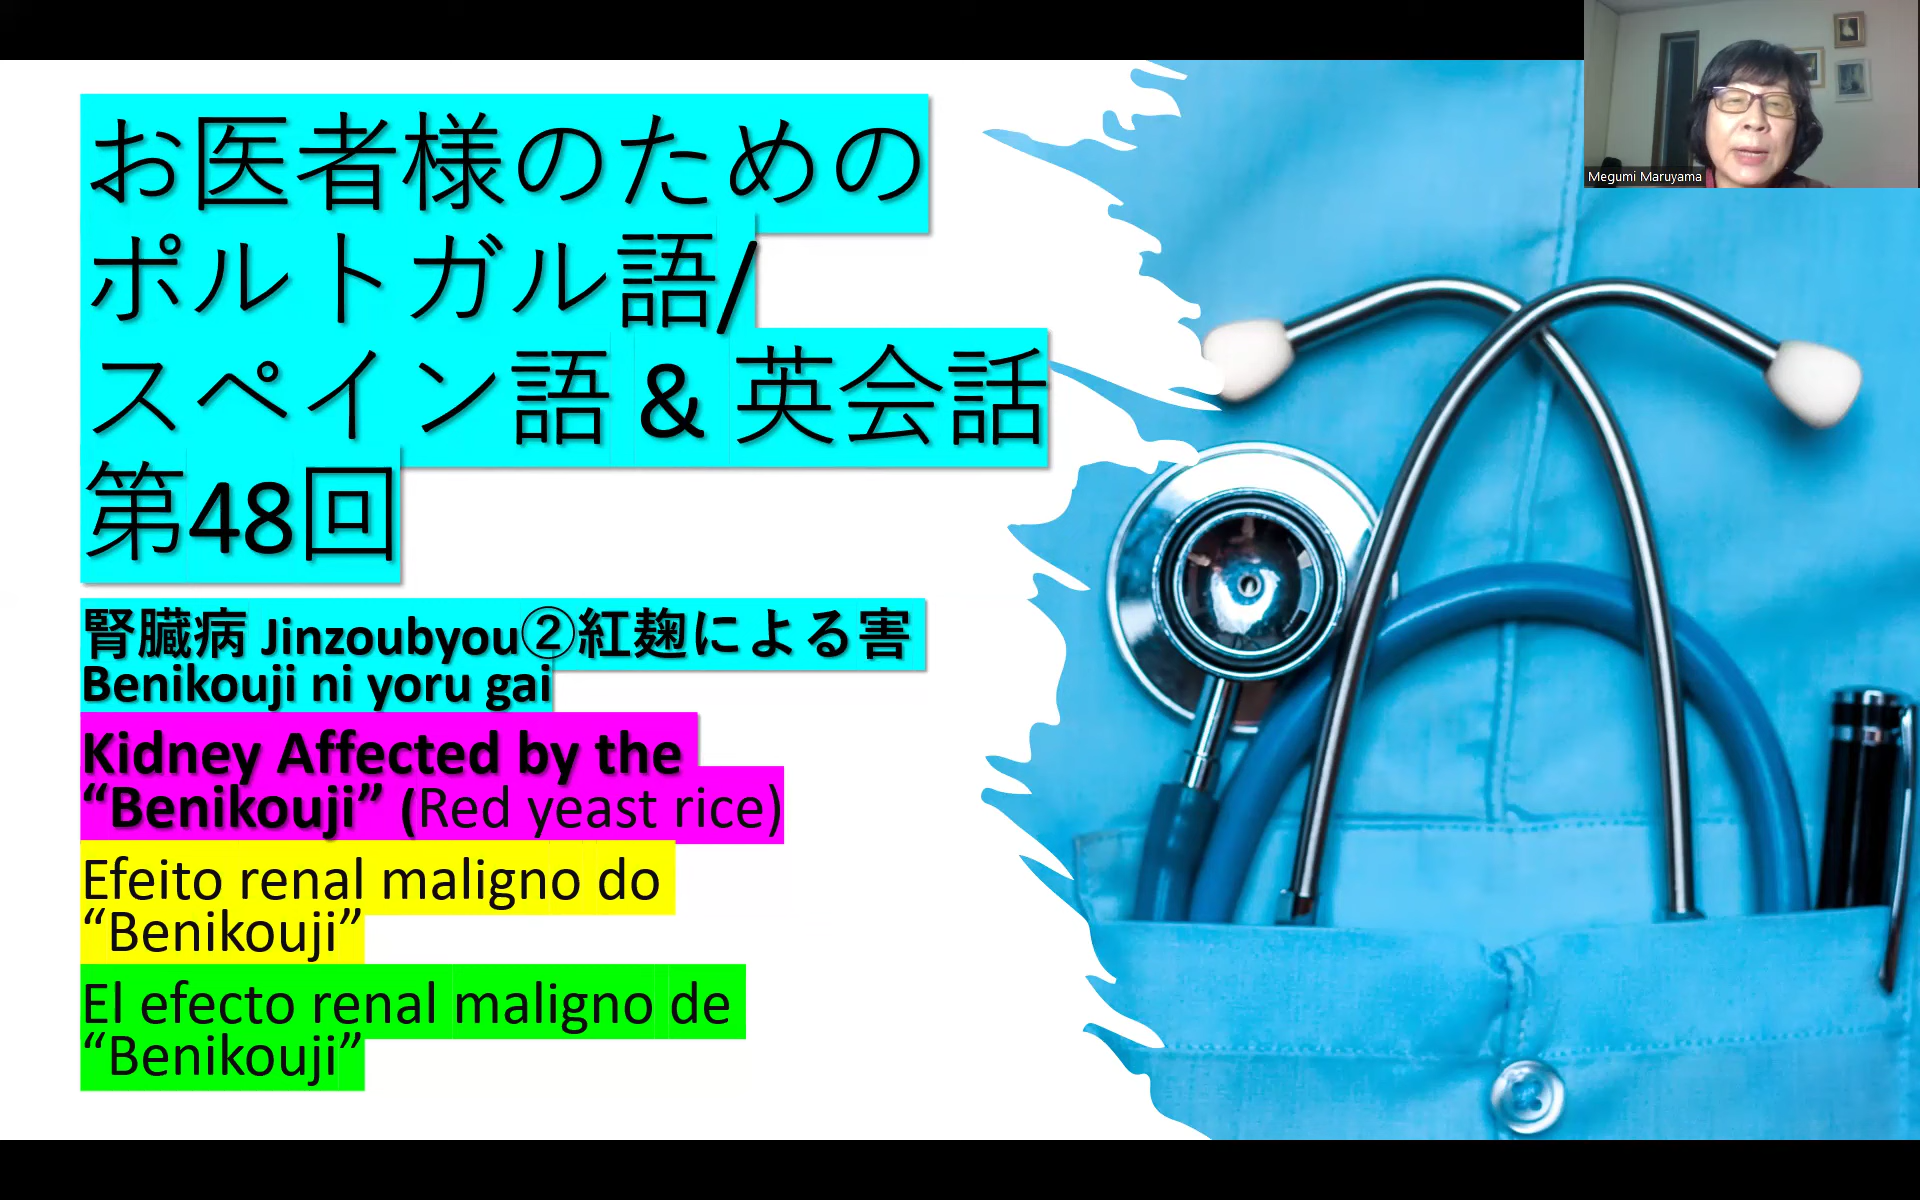 お医者様のための
ポルトガル語/
スペイン語 & 英会話
第48回
腎臓病 Jinzoubyou②紅麹による害
Benikouji ni yoru gai
Kidney Affected by the
“Benikouji” (Red yeast rice)
Efeito renal maligno do
“Benikouji”
El efecto renal maligno de
“Benikouji”
Megumi Maruyama